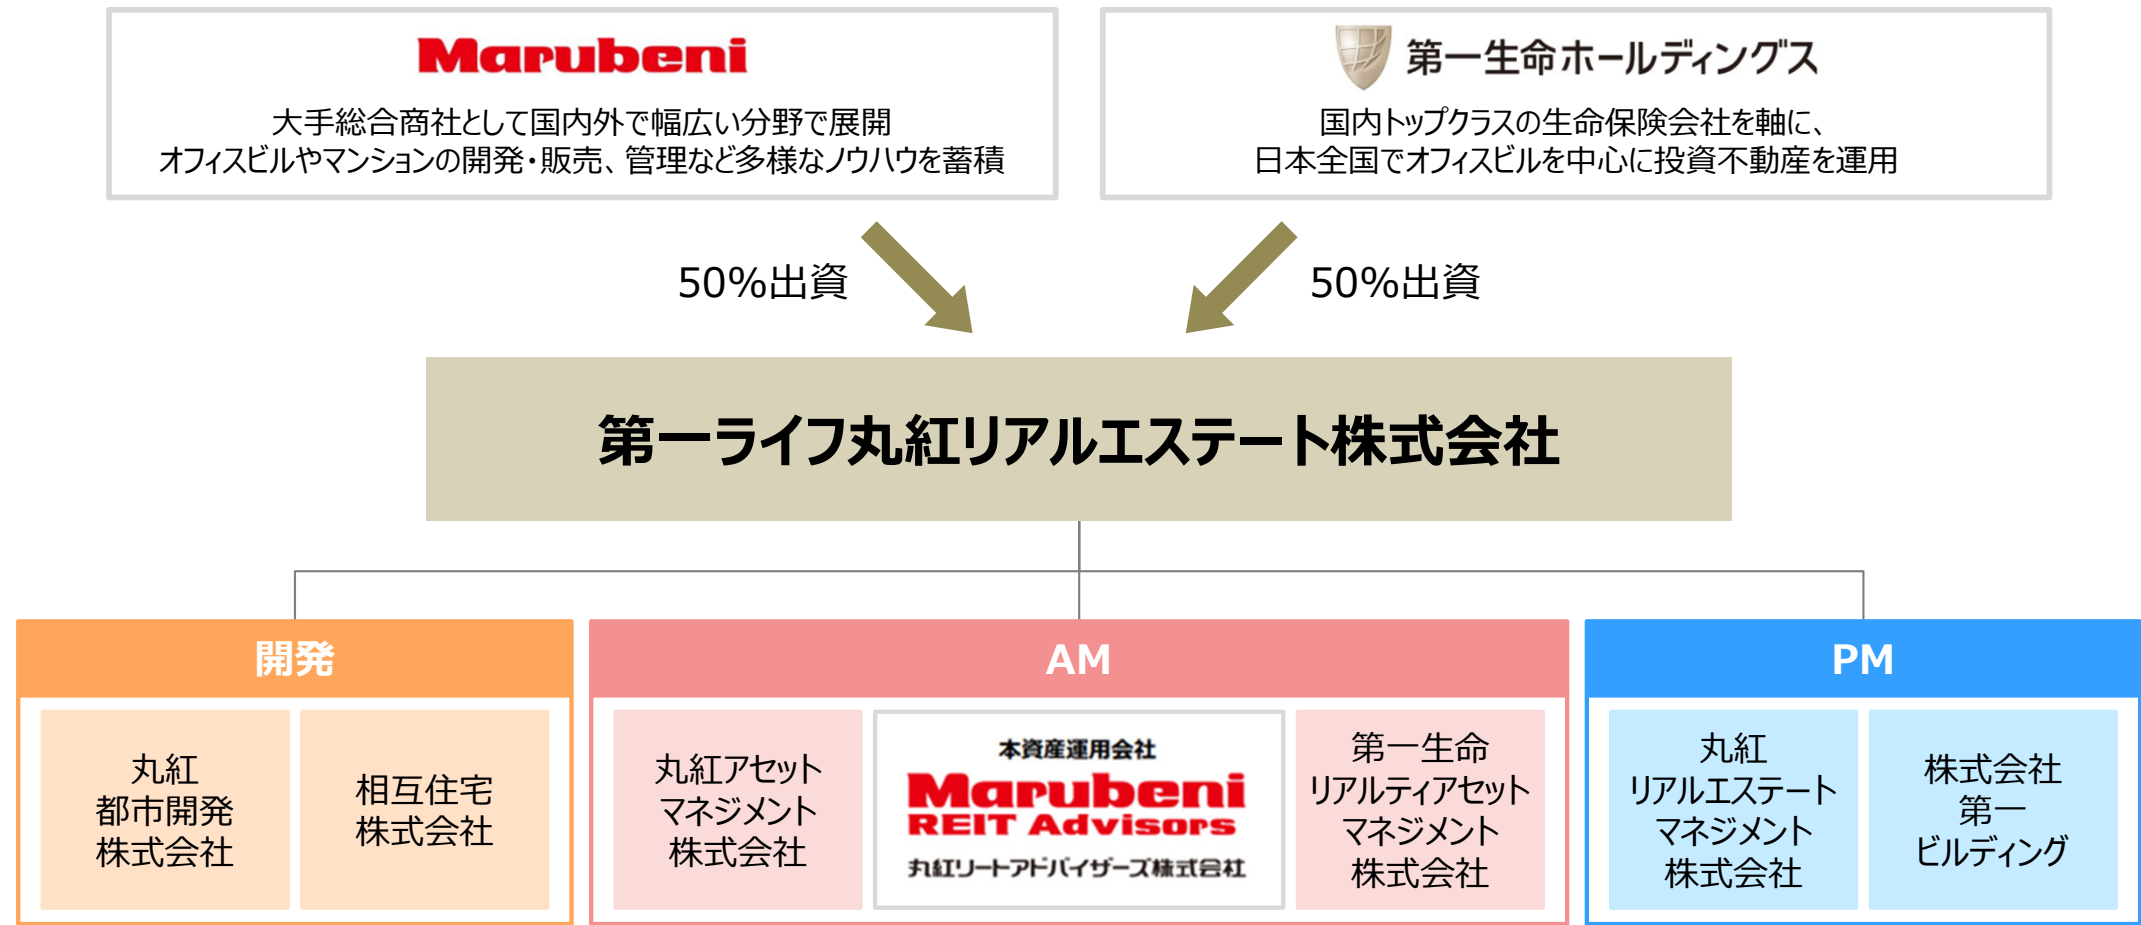 Marubeni
大手総合商社として国内外で幅広い分野で展開
オフィスビルやマンションの開発・販売、管理など多様なノウハウを蓄積
第一生命ホールディングス
国内トップクラスの生命保険会社を軸に、
日本全国でオフィスビルを中心に投資不動産を運用
50%出資
50%出資
第一ライフ丸紅リアルエステート株式会社
開発
丸紅
都市開発
株式会社
相互住宅
株式会社
AM
丸紅アセット
マネジメント
株式会社
本資産運用会社
Marubeni
REIT Advisors
丸紅リートアドバイザーズ株式会社
第一生命
リアルティアセット
マネジメント
株式会社
PM
丸紅
リアルエステート
マネジメント
株式会社
株式会社
第一
ビルディング